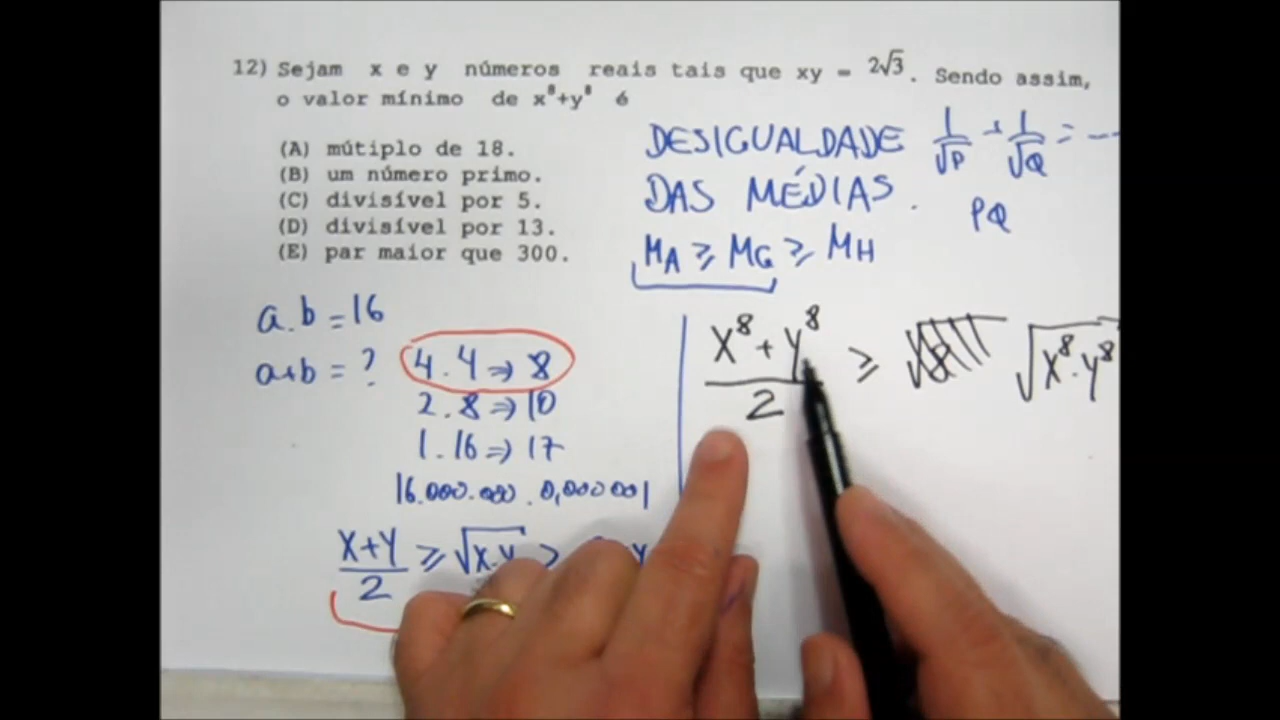 12) Sejam x e y números reais tais que xy = 2√3. Sendo assim,
o valor mínimo de x⁸+y⁸ é
(A) mútiplo de 18.
(B) um número primo.
(C) divisível por 5.
(D) divisível por 13.
(E) par maior que 300.
DESIGUALDADE
DAS MÉDIAS.
MA ≥ MG ≥ MH
1/√P + 1/√Q = ---
PQ
a.b = 16
a+b = ?
4.4 ⇒ 8
2.8 ⇒ 10
1.16 ⇒ 17
16.000.000 . 0,000001
(X+Y)/2 ≥ √X.Y ≥
(X⁸+Y⁸)/2 ≥ √X⁸.Y⁸